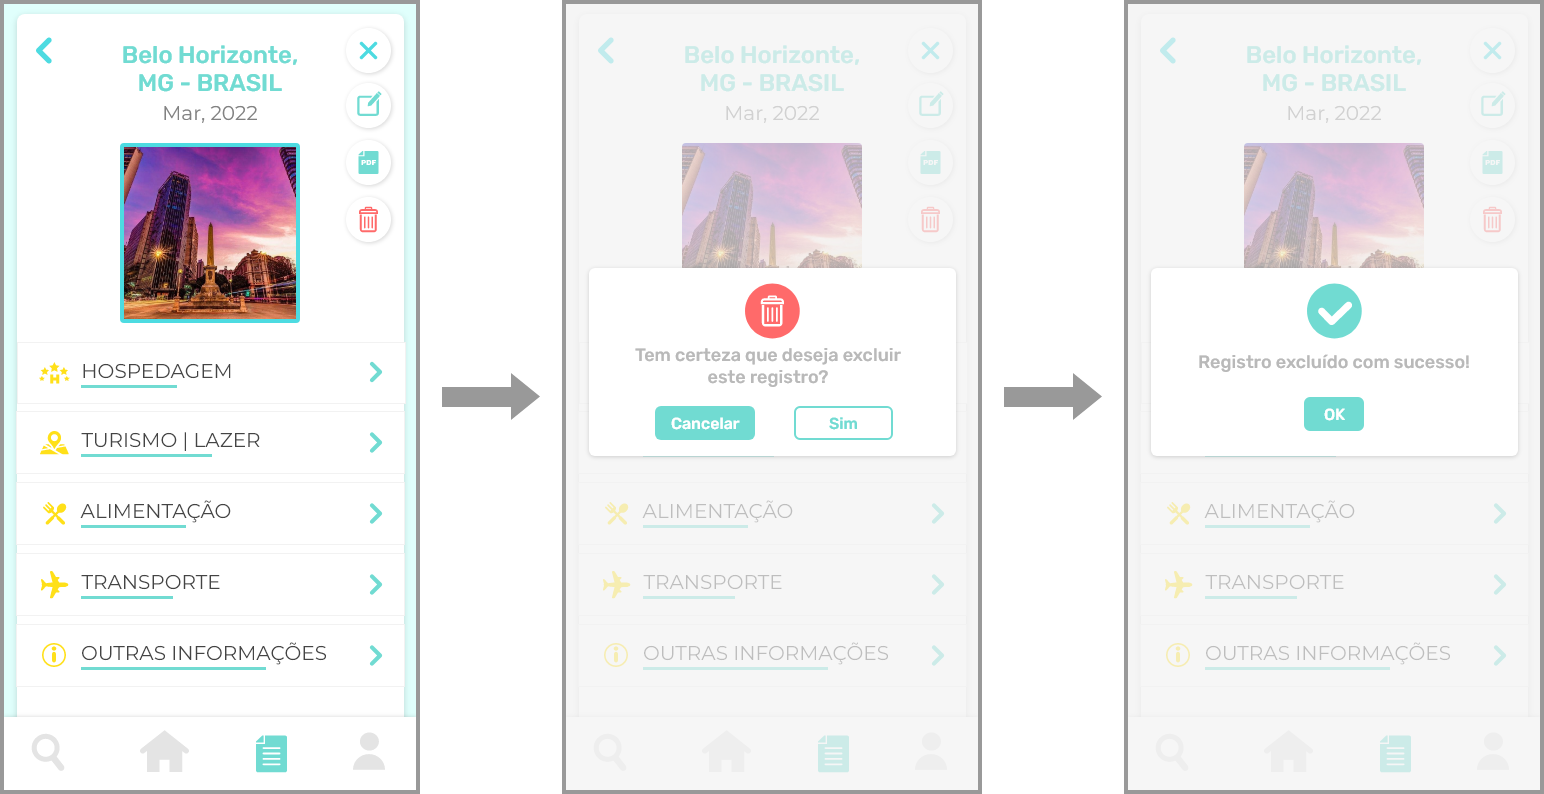 Belo Horizonte,
MG - BRASIL
Mar, 2022
PDF
HOSPEDAGEM
TURISMO | LAZER
ALIMENTAÇÃO
TRANSPORTE
OUTRAS INFORMAÇÕES
Belo Horizonte,
MG - BRASIL
Mar, 2022
PDF
Tem certeza que deseja excluir
este registro?
Cancelar
Sim
ALIMENTAÇÃO
TRANSPORTE
OUTRAS INFORMAÇÕES
Belo Horizonte,
MG - BRASIL
Mar, 2022
PDF
Registro excluído com sucesso!
OK
ALIMENTAÇÃO
TRANSPORTE
OUTRAS INFORMAÇÕES